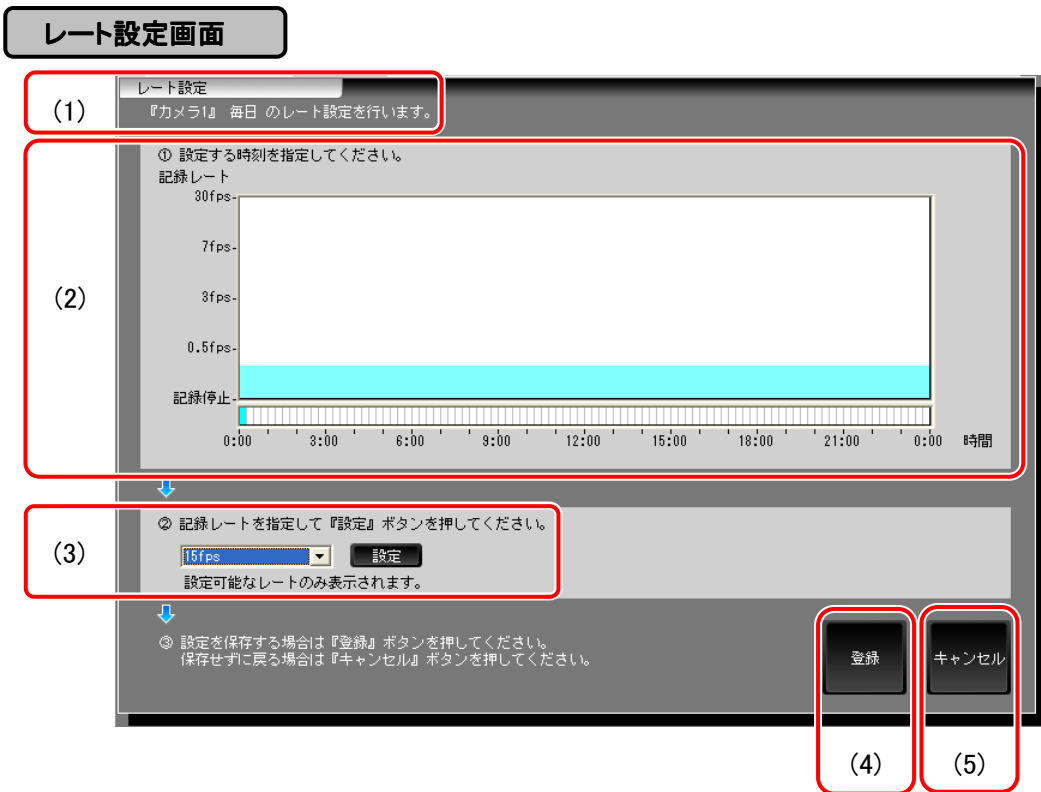 レート設定画面
(1)
レート設定
『カメラ1』 毎日 のレート設定を行います。
(2)
① 設定する時刻を指定してください。
記録レート
30fps
7fps
3fps
0.5fps
記録停止
0:00 3:00 6:00 9:00 12:00 15:00 18:00 21:00 0:00 時間
(3)
② 記録レートを指定して『設定』ボタンを押してください。
15fps 設定
設定可能なレートのみ表示されます。
③ 設定を保存する場合は『登録』ボタンを押してください。
保存せずに戻る場合は『キャンセル』ボタンを押してください。
登録 キャンセル
(4) (5)